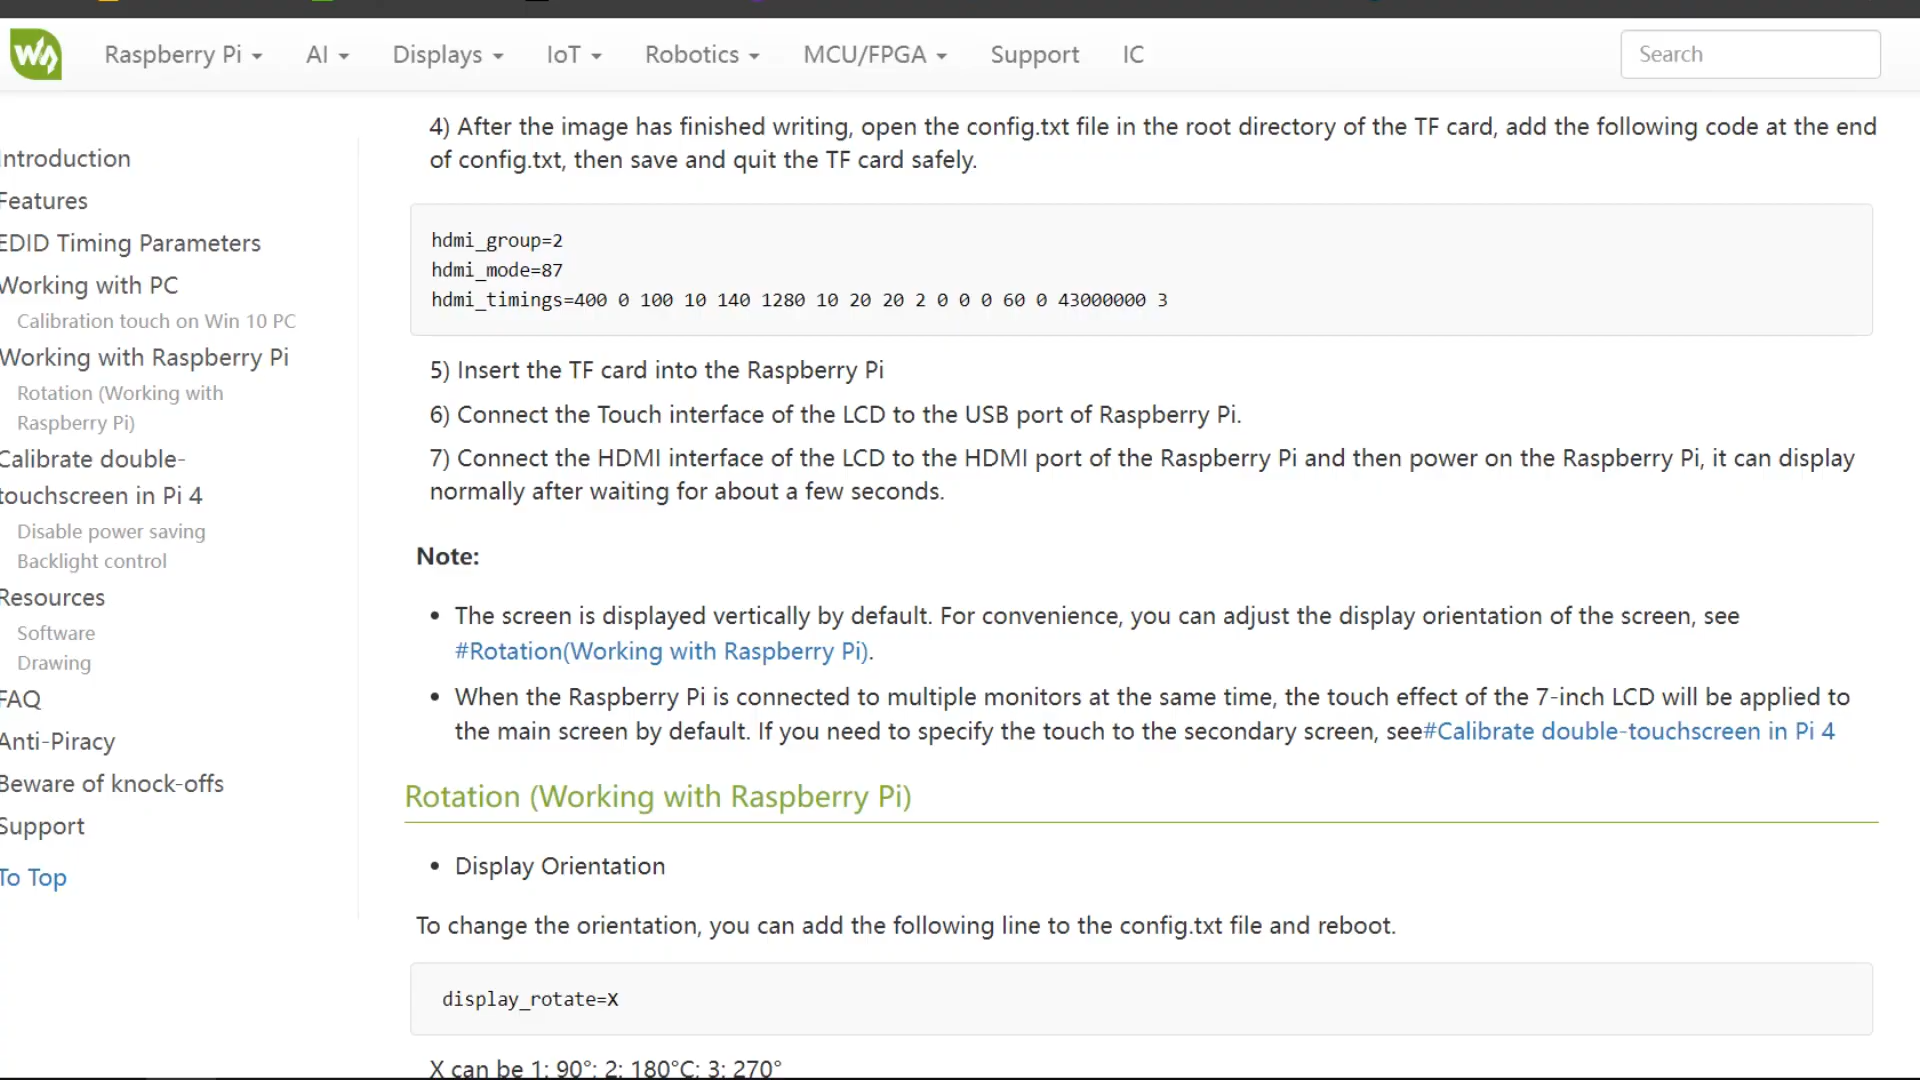 Raspberry Pi AI Displays IoT Robotics MCU/FPGA Support IC Search
ntroduction
Features
EDID Timing Parameters
Working with PC
Calibration touch on Win 10 PC
Working with Raspberry Pi
Rotation (Working with
Raspberry Pi)
Calibrate double-
touchscreen in Pi 4
Disable power saving
Backlight control
Resources
Software
Drawing
FAQ
Anti-Piracy
Beware of knock-offs
Support
To Top
4) After the image has finished writing, open the config.txt file in the root directory of the TF card, add the following code at the end
of config.txt, then save and quit the TF card safely.
hdmi_group=2
hdmi_mode=87
hdmi_timings=400 0 100 10 140 1280 10 20 20 2 0 0 0 60 0 43000000 3
5) Insert the TF card into the Raspberry Pi
6) Connect the Touch interface of the LCD to the USB port of Raspberry Pi.
7) Connect the HDMI interface of the LCD to the HDMI port of the Raspberry Pi and then power on the Raspberry Pi, it can display
normally after waiting for about a few seconds.
Note:
• The screen is displayed vertically by default. For convenience, you can adjust the display orientation of the screen, see
#Rotation(Working with Raspberry Pi).
• When the Raspberry Pi is connected to multiple monitors at the same time, the touch effect of the 7-inch LCD will be applied to
the main screen by default. If you need to specify the touch to the secondary screen, see#Calibrate double-touchscreen in Pi 4
Rotation (Working with Raspberry Pi)
• Display Orientation
To change the orientation, you can add the following line to the config.txt file and reboot.
display_rotate=X
X can be 1: 90°; 2: 180°C; 3: 270°